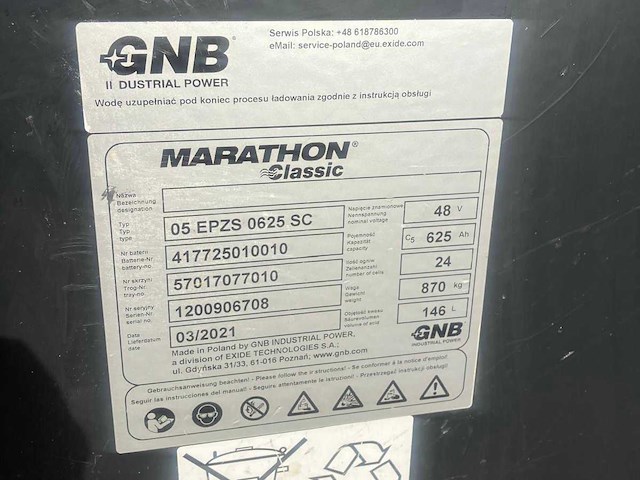 GNB
II DUSTRIAL POWER
Serwis Polska: +48 618786300
eMail: service-poland@eu.exide.com
Wodę uzupełniać pod koniec procesu ładowania zgodnie z instrukcją obsługi
MARATHON®
Classic
Nazwa
Bezeichnung
designation
Typ
Typ
type
05 EPZS 0625 SC
Nr baterii
Batterie-Nr
battery-no.
417725010010
Nr skrzyni
Trog-Nr.
tray-no.
57017077010
Nr seryjny
Serien-Nr
serial no.
1200906708
Data
Lieferdatum
date
03/2021
Napięcie znamionowe
Nennspannung
nominal voltage
48 V
Pojemność
Kapazität
capacity
C5 625 Ah
Ilość ogniw
Zellenanzahl
number of cells
24
Waga
Gewicht
weight
870 kg
Objętość kwasu
Säurevolumen
volume of acid
146 L
Made in Poland by GNB INDUSTRIAL POWER,
a division of EXIDE TECHNOLOGIES S.A.;
ul. Gdyńska 31/33, 61-016 Poznań; www.gnb.com
GNB
INDUSTRIAL POWER
Gebrauchsanweisung beachten! - Please follow the instructions! - Se conformer à la notice d'emploi!
Seguir las instrucciones del manual! - Seguire attentamente le istruzioni! - Przestrzegać instrukcji obsługi!